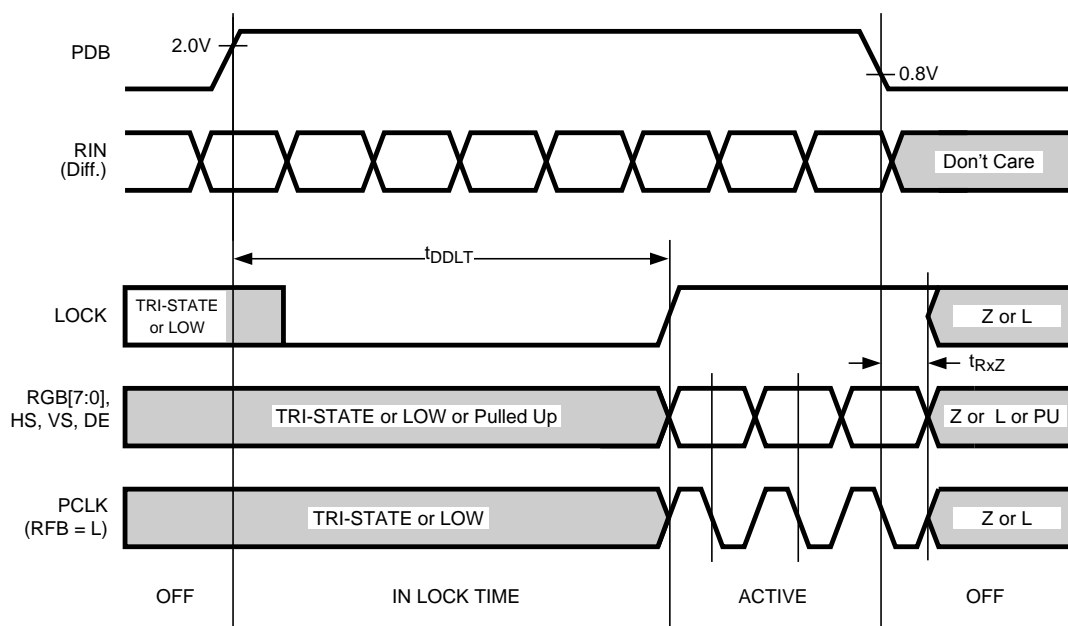 PDB
2.0V
0.8V
RIN
(Diff.)
Don't Care
tDDLT
LOCK
TRI-STATE
or LOW
Z or L
tRxZ
RGB[7:0],
HS, VS, DE
TRI-STATE or LOW or Pulled Up
Z or L or PU
PCLK
(RFB = L)
TRI-STATE or LOW
Z or L
OFF
IN LOCK TIME
ACTIVE
OFF